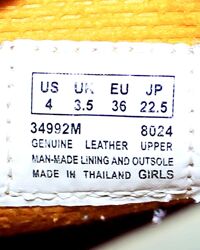 US UK EU JP
4 3.5 36 22.5
34992M 8024
GENUINE LEATHER UPPER
MAN-MADE LINING AND OUTSOLE
MADE IN THAILAND GIRLS